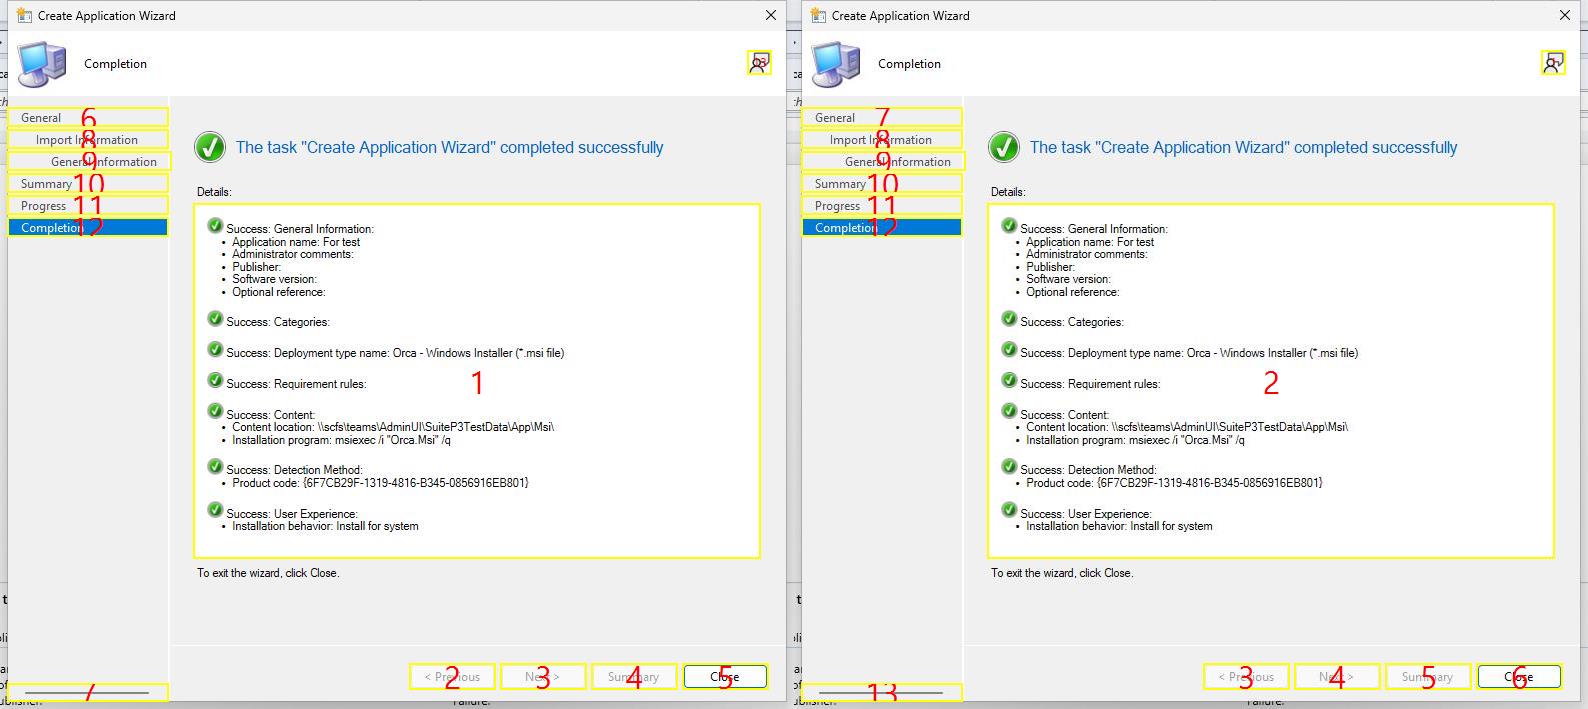 Create Application Wizard
Completion
13
General
6
Import Information
8
General Information
9
Summary
10
Progress
11
Completion
12
The task "Create Application Wizard" completed successfully
Details:
Success: General Information:
• Application name: For test
• Administrator comments:
• Publisher:
• Software version:
• Optional reference:
Success: Categories:
Success: Deployment type name: Orca - Windows Installer (*.msi file)
Success: Requirement rules:
1
Success: Content:
• Content location: \\scfs\teams\AdminUI\SuiteP3TestData\App\Msi\
• Installation program: msiexec /i "Orca.Msi" /q
Success: Detection Method:
• Product code: {6F7CB29F-1319-4816-B345-0856916EB801}
Success: User Experience:
• Installation behavior: Install for system
To exit the wizard, click Close.
< Previous
2
Next >
3
Summary
4
Close
5
7
Failure.
Create Application Wizard
Completion
General
7
Import Information
8
General Information
9
Summary
10
Progress
11
Completion
12
The task "Create Application Wizard" completed successfully
Details:
Success: General Information:
• Application name: For test
• Administrator comments:
• Publisher:
• Software version:
• Optional reference:
Success: Categories:
Success: Deployment type name: Orca - Windows Installer (*.msi file)
Success: Requirement rules:
2
Success: Content:
• Content location: \\scfs\teams\AdminUI\SuiteP3TestData\App\Msi\
• Installation program: msiexec /i "Orca.Msi" /q
Success: Detection Method:
• Product code: {6F7CB29F-1319-4816-B345-0856916EB801}
Success: User Experience:
• Installation behavior: Install for system
To exit the wizard, click Close.
< Previous
3
Next >
4
Summary
5
Close
6
13
Failure.